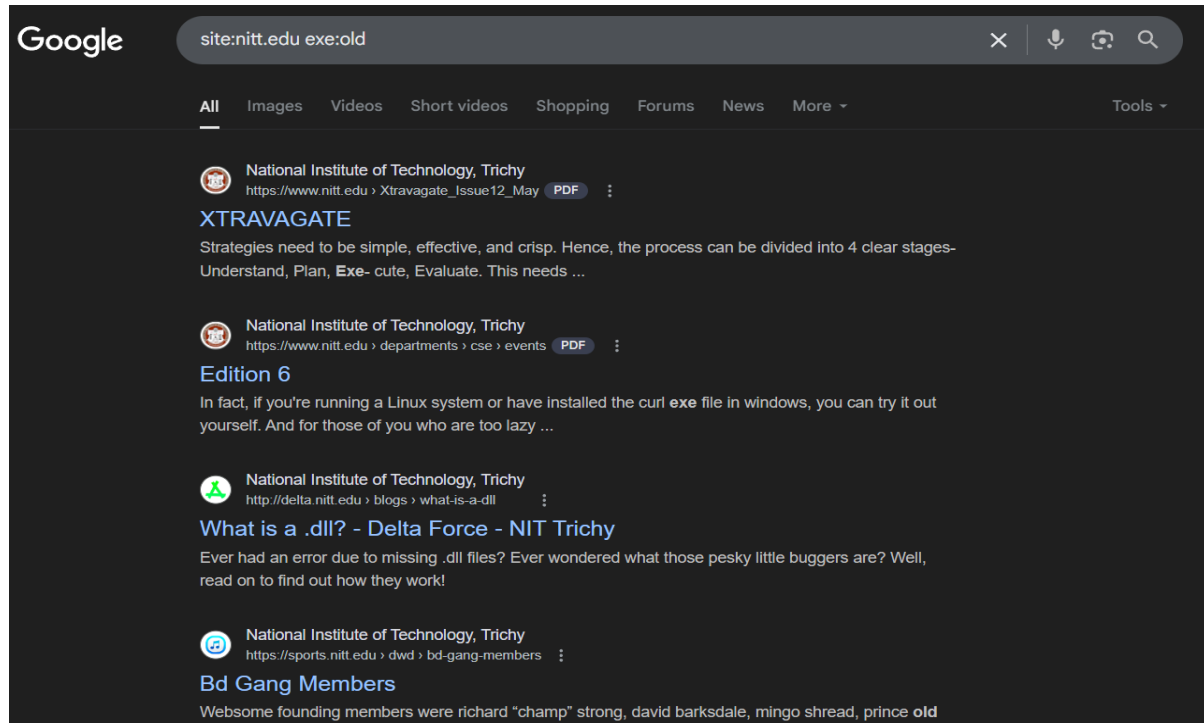 Google
site:nitt.edu exe:old
All Images Videos Short videos Shopping Forums News More Tools
National Institute of Technology, Trichy
https://www.nitt.edu › Xtravagate_Issue12_May PDF
XTRAVAGATE
Strategies need to be simple, effective, and crisp. Hence, the process can be divided into 4 clear stages-
Understand, Plan, Exe- cute, Evaluate. This needs ...
National Institute of Technology, Trichy
https://www.nitt.edu › departments › cse › events PDF
Edition 6
In fact, if you're running a Linux system or have installed the curl exe file in windows, you can try it out
yourself. And for those of you who are too lazy ...
National Institute of Technology, Trichy
http://delta.nitt.edu › blogs › what-is-a-dll
What is a .dll? - Delta Force - NIT Trichy
Ever had an error due to missing .dll files? Ever wondered what those pesky little buggers are? Well,
read on to find out how they work!
National Institute of Technology, Trichy
https://sports.nitt.edu › dwd › bd-gang-members
Bd Gang Members
Websome founding members were richard “champ” strong, david barksdale, mingo shread, prince old